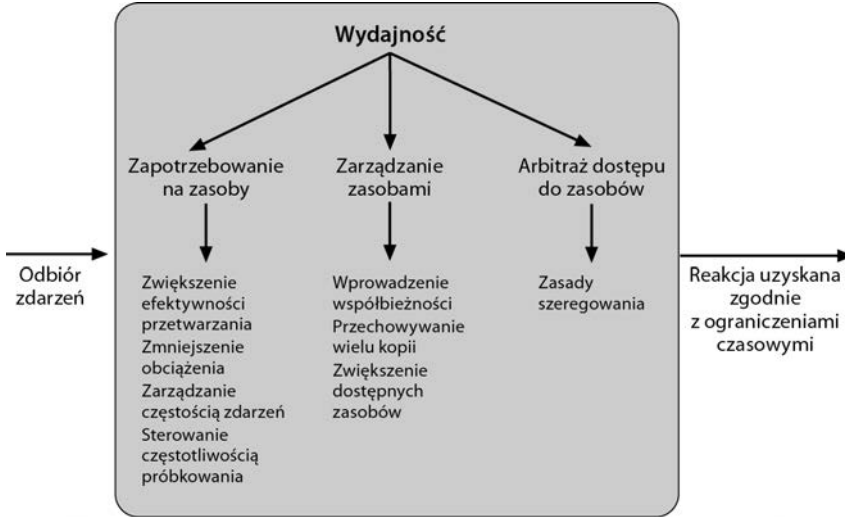 Wydajność
Zapotrzebowanie
na zasoby
Zarządzanie
zasobami
Arbitraż dostępu
do zasobów
Odbiór
zdarzeń
Zwiększenie
efektywności
przetwarzania
Zmniejszenie
obciążenia
Zarządzanie
częstością zdarzeń
Sterowanie
częstotliwością
próbkowania
Wprowadzenie
współbieżności
Przechowywanie
wielu kopii
Zwiększenie
dostępnych
zasobów
Zasady
szeregowania
Reakcja uzyskana
zgodnie
z ograniczeniami
czasowymi